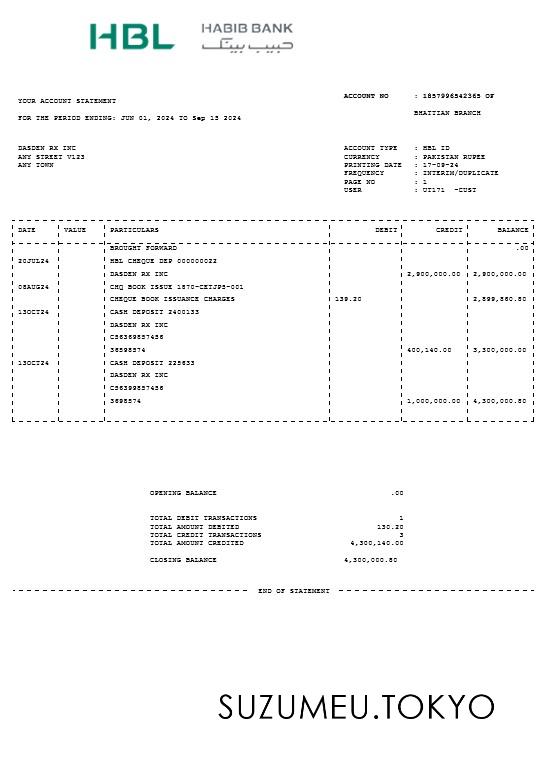 HBL HABIB BANK
حبيب بينك
ACCOUNT NO : 1857996542365 OF
YOUR ACCOUNT STATEMENT
BHATTIAN BRANCH
FOR THE PERIOD ENDING: JUN 01, 2024 TO Sep 15 2024
DASDEN RX INC ACCOUNT TYPE : HBL ID
ANY STREET V123 CURRENCY : PAKISTAN RUPEE
ANY TOWN PRINTING DATE : 17-09-24
FREQUENCY : INTERIM/DUPLICATE
PAGE NO : 1
USER : UT171 -CUST
DATE VALUE PARTICULARS DEBIT CREDIT BALANCE
BROUGHT FORWARD .00
20JUL24 HBL CHEQUE DEP 000000022
DASDEN RX INC 2,900,000.00 2,900,000.00
08AUG24 CHQ BOOK ISSUE 1870-CETJPS-001
CHEQUE BOOK ISSUANCE CHARGES 139.20 2,899,860.80
13OCT24 CASH DEPOSIT 2400133
DASDEN RX INC
C56369857456
36598574 400,140.00 3,300,000.00
13OCT24 CASH DEPOSIT 225633
DASDEN RX INC
C56399857456
3698574 1,000,000.00 4,300,000.80
OPENING BALANCE .00
TOTAL DEBIT TRANSACTIONS 1
TOTAL AMOUNT DEBITED 130.20
TOTAL CREDIT TRANSACTIONS 3
TOTAL AMOUNT CREDITED 4,300,140.00
CLOSING BALANCE 4,300,000.80
END OF STATEMENT
SUZUMEU.TOKYO